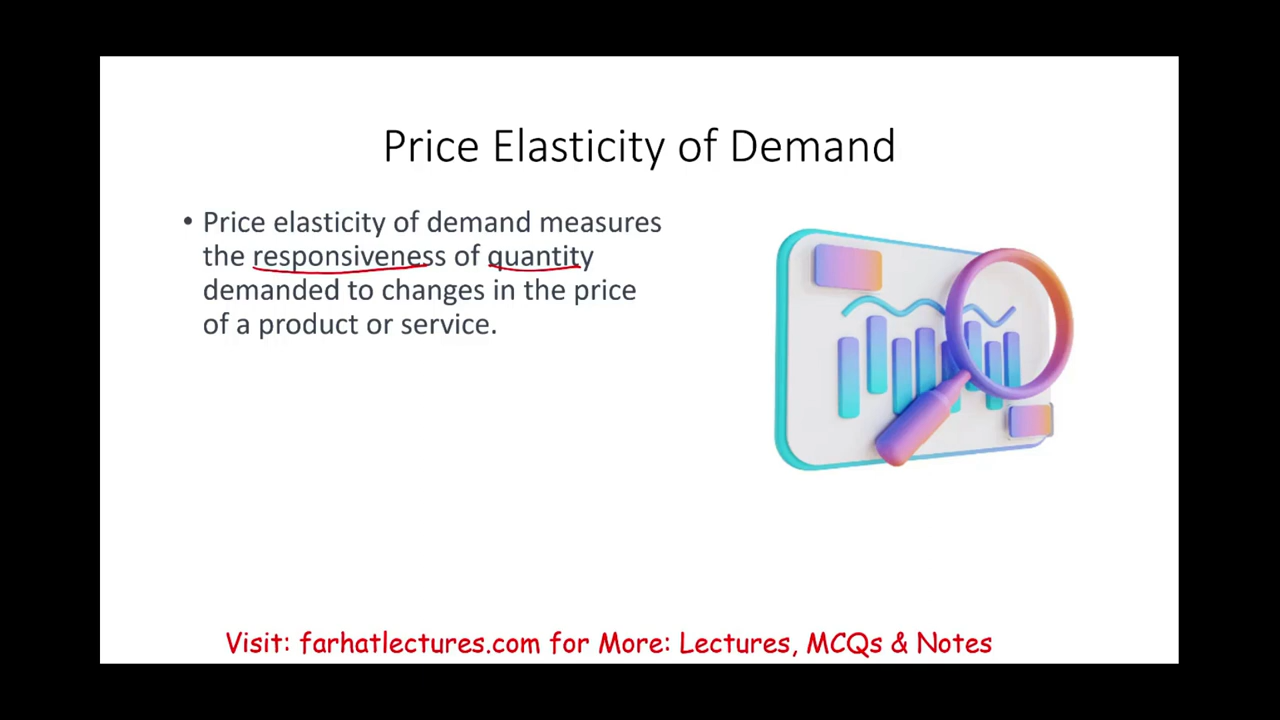 Price Elasticity of Demand
• Price elasticity of demand measures
the responsiveness of quantity
demanded to changes in the price
of a product or service.
Visit: farhatlectures.com for More: Lectures, MCQs & Notes